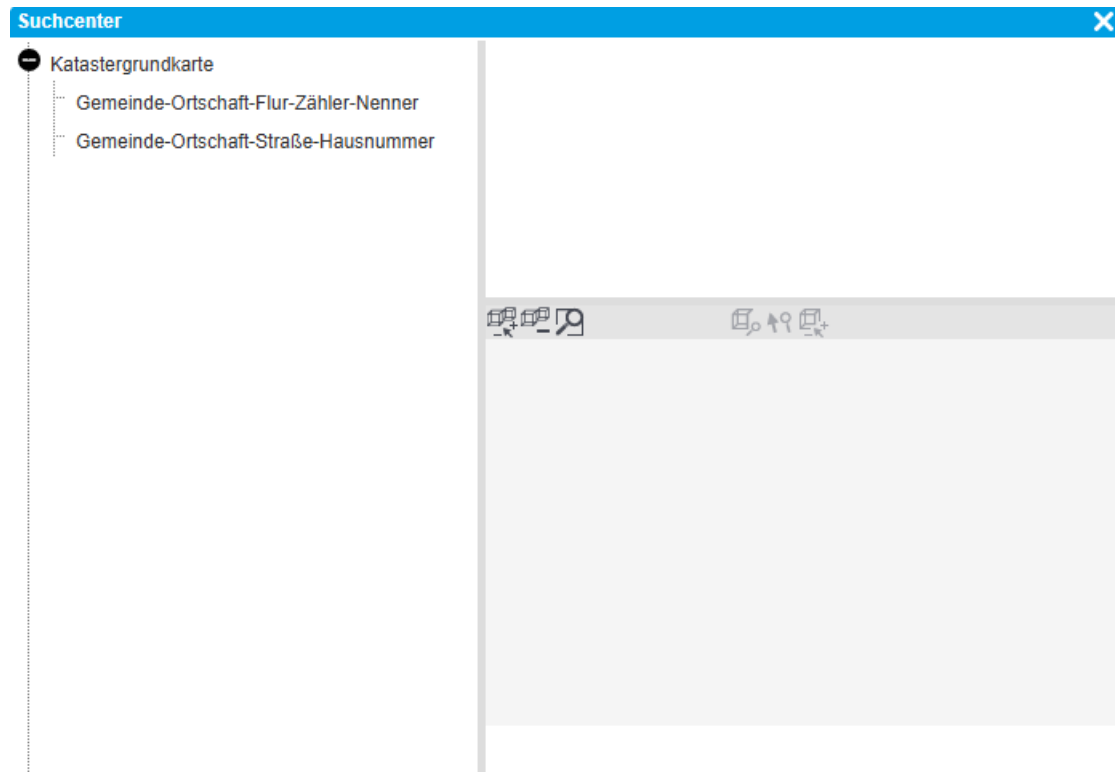 Suchcenter
Katastergrundkarte
Gemeinde-Ortschaft-Flur-Zähler-Nenner
Gemeinde-Ortschaft-Straße-Hausnummer